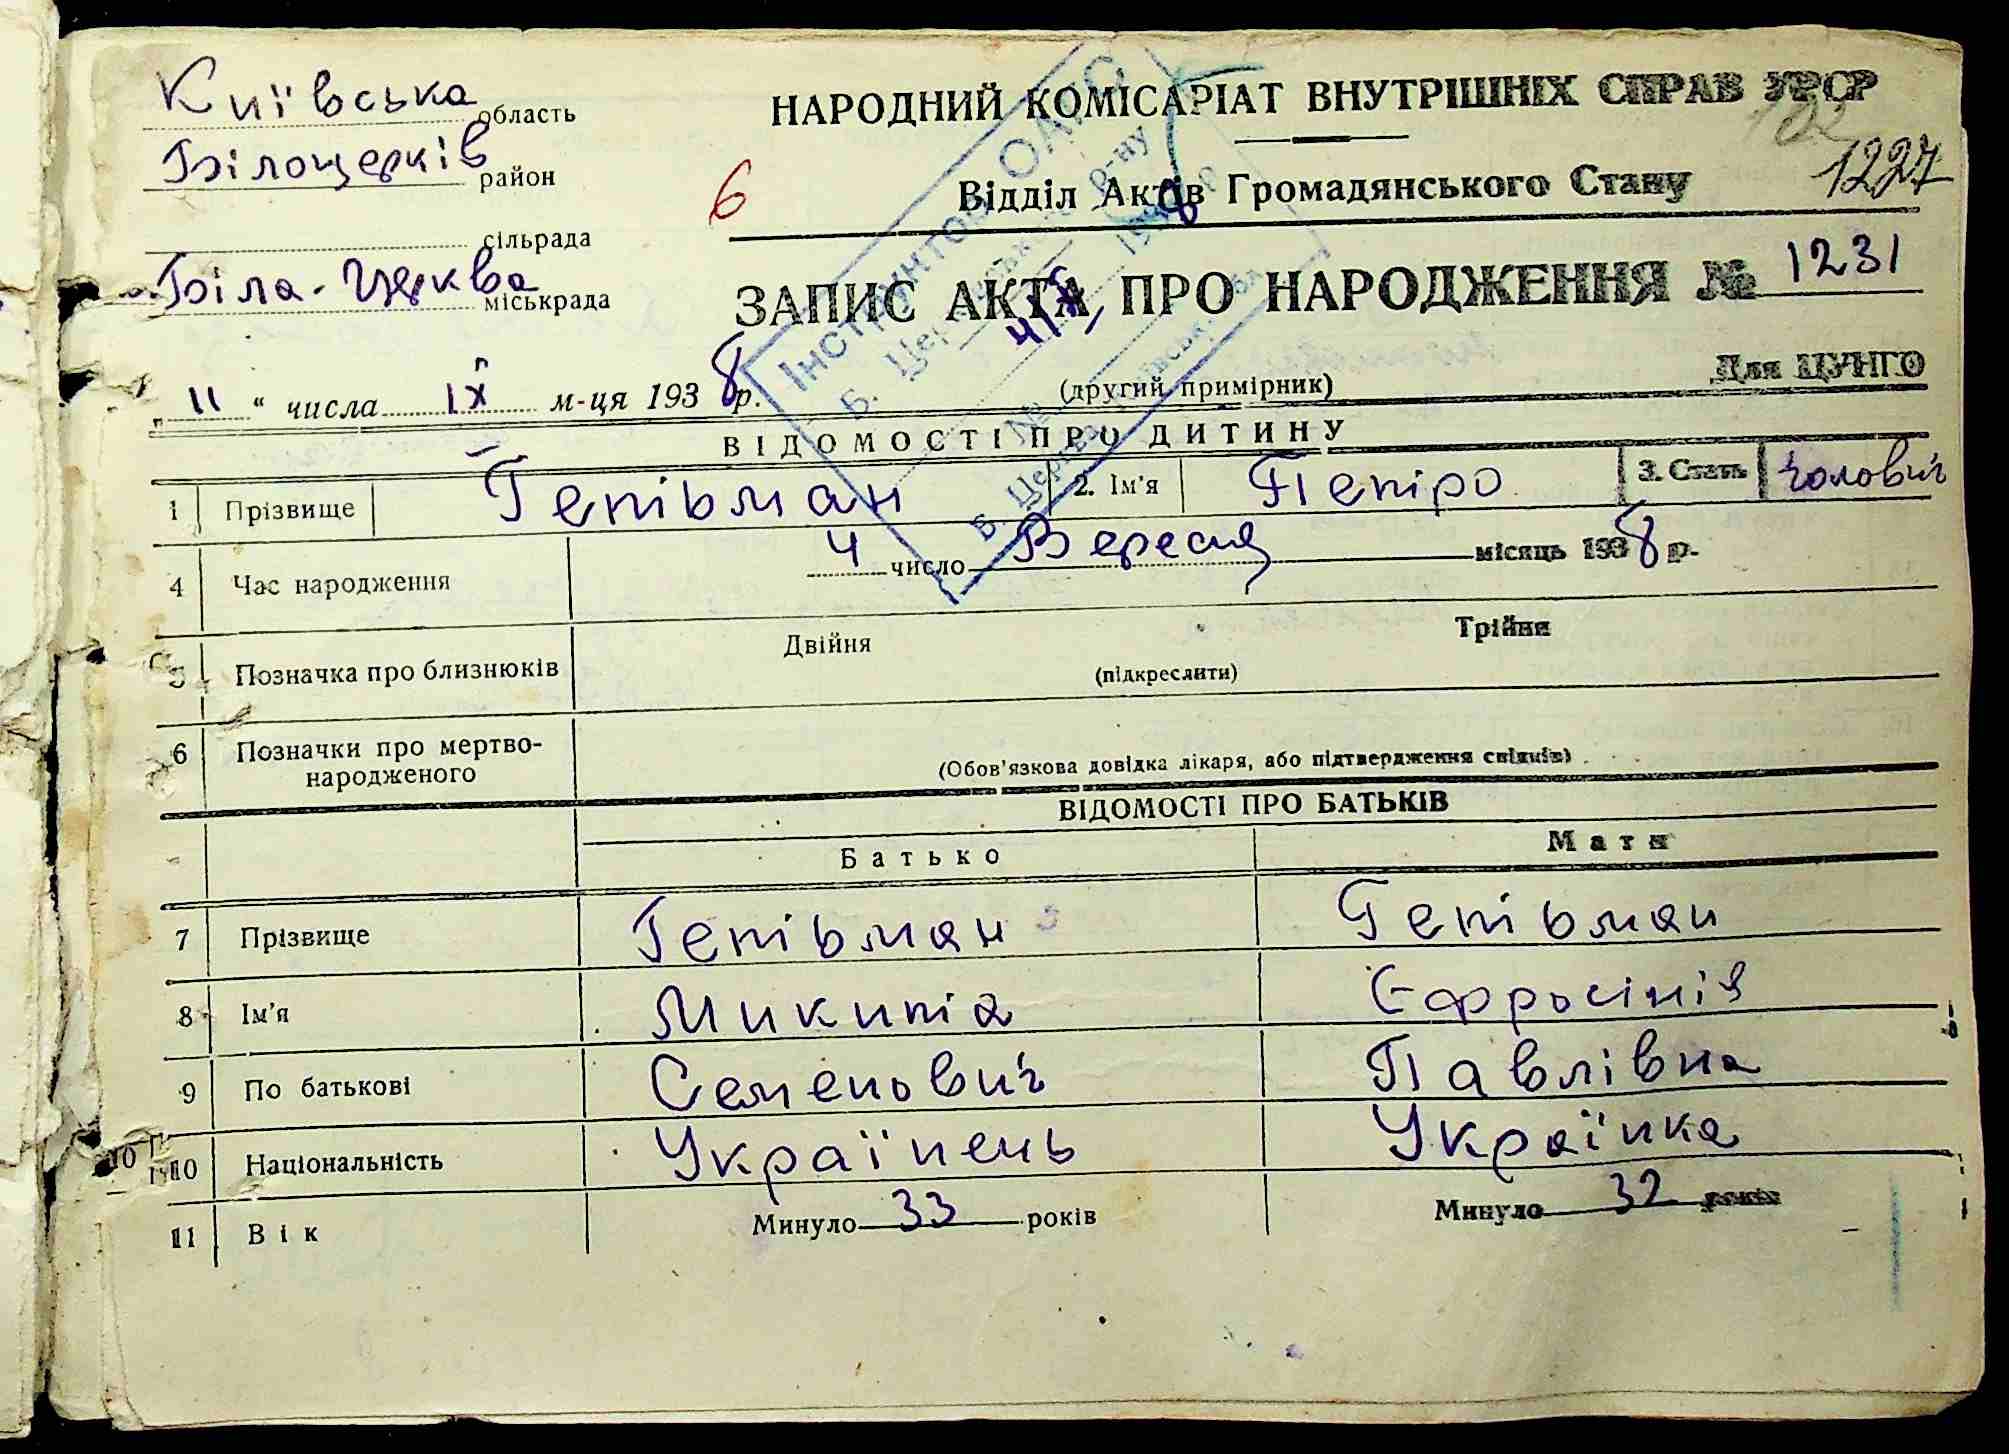 Київська область
Білоцерків район
сільрада
Біла-Церква міськрада
НАРОДНИЙ КОМІСАРІАТ ВНУТРІШНІХ СПРАВ УРСР
6
Відділ Актів Громадянського Стану
1227
ЗАПИС АКТА ПРО НАРОДЖЕННЯ № 1231
„ 11 “ числа IX м-ця 1938 р.
(другий примірник)
Для ЦУНГО
ВІДОМОСТІ ПРО ДИТИНУ
1 Прізвище Гетьман 2. Ім'я Петро 3. Стать Чоловіч
4 Час народження 4 число Вересня місяць 1938 р.
5 Позначка про близнюків Двійня Трійня
(підкреслити)
6 Позначки про мертво-
народженого
(Обов'язкова довідка лікаря, або підтвердження свідків)
ВІДОМОСТІ ПРО БАТЬКІВ
Батько Мати
7 Прізвище Гетьман Гетьман
8 Ім'я Микита Єфросінія
9 По батькові Семенович Павлівна
10 Національність Українець Українка
11 Вік Минуло 33 років Минуло 32 років